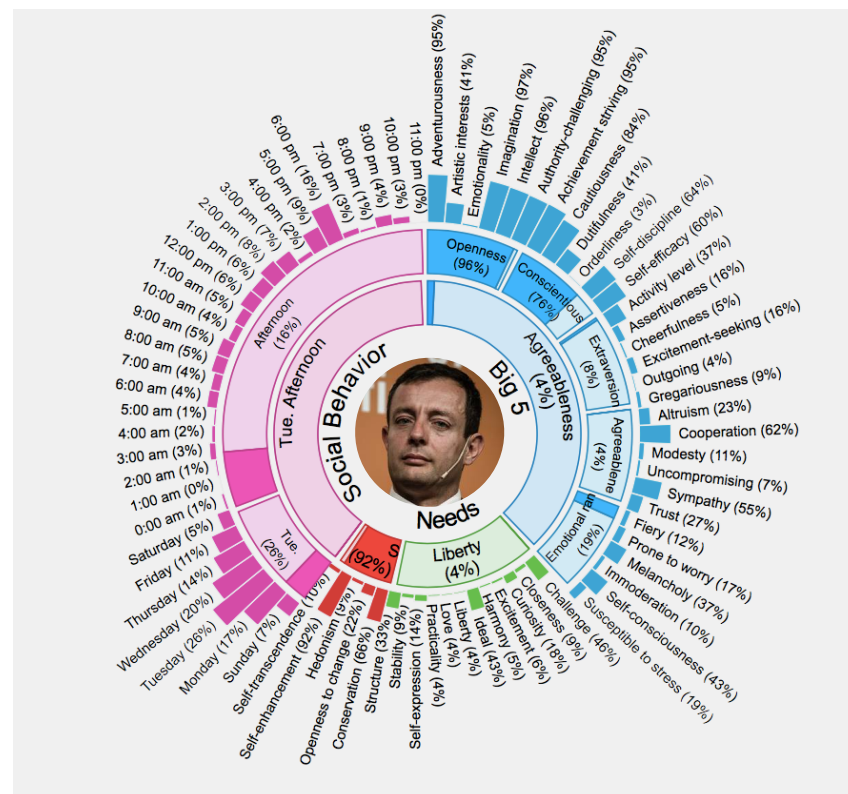 Adventurousness (95%)
Artistic interests (41%)
Emotionality (5%)
Imagination (97%)
Intellect (96%)
Authority-challenging (95%)
Achievement striving (95%)
Cautiousness (84%)
Dutifulness (41%)
Orderliness (3%)
Self-discipline (64%)
Self-efficacy (60%)
Activity level (37%)
Assertiveness (16%)
Cheerfulness (5%)
Excitement-seeking (16%)
Outgoing (4%)
Gregariousness (9%)
Altruism (23%)
Cooperation (62%)
Modesty (11%)
Uncompromising (7%)
Sympathy (55%)
Trust (27%)
Fiery (12%)
Prone to worry (17%)
Melancholy (37%)
Immoderation (10%)
Self-consciousness (43%)
Susceptible to stress (19%)
Challenge (46%)
Closeness (9%)
Curiosity (18%)
Excitement (6%)
Harmony (5%)
Ideal (43%)
Liberty (4%)
Love (4%)
Practicality (4%)
Self-expression (14%)
Stability (9%)
Structure (33%)
Conservation (66%)
Openness to change (22%)
Hedonism (9%)
Self-enhancement (92%)
Self-transcendence (10%)
Sunday (7%)
Monday (17%)
Tuesday (26%)
Wednesday (20%)
Thursday (14%)
Friday (11%)
Saturday (5%)
0:00 am (1%)
1:00 am (0%)
2:00 am (1%)
3:00 am (3%)
4:00 am (2%)
5:00 am (1%)
6:00 am (4%)
7:00 am (4%)
8:00 am (5%)
9:00 am (5%)
10:00 am (4%)
11:00 am (5%)
12:00 pm (6%)
1:00 pm (6%)
2:00 pm (8%)
3:00 pm (7%)
4:00 pm (2%)
5:00 pm (9%)
6:00 pm (16%)
7:00 pm (3%)
8:00 pm (1%)
9:00 pm (4%)
10:00 pm (3%)
11:00 pm (0%)
Openness
(96%)
Conscientious
(76%)
Extraversion
(8%)
Agreeablene
(4%)
Emotional ran
(19%)
Tue.
(26%)
Afternoon
(16%)
Agreeableness
(4%)
Liberty
(4%)
S
(92%)
Tue. Afternoon
Big 5
Needs
Social Behavior